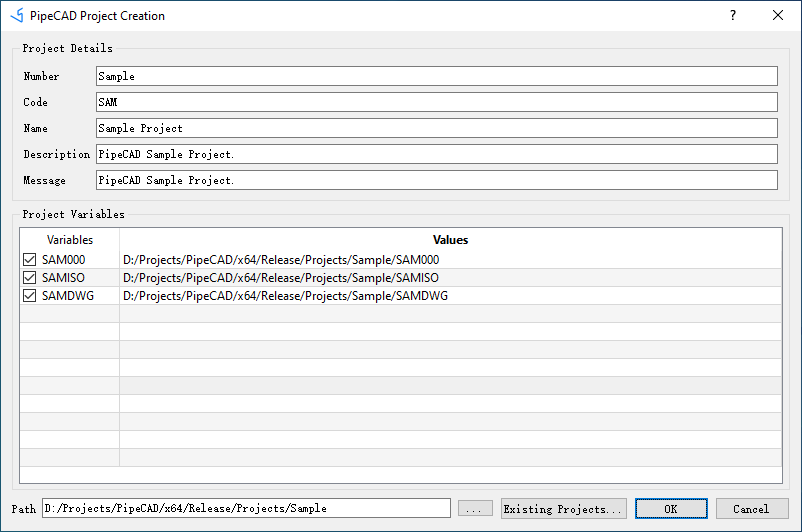 PipeCAD Project Creation ?
Project Details
Number Sample
Code SAM
Name Sample Project
Description PipeCAD Sample Project.
Message PipeCAD Sample Project.
Project Variables
Variables Values
SAM000 D:/Projects/PipeCAD/x64/Release/Projects/Sample/SAM000
SAMISO D:/Projects/PipeCAD/x64/Release/Projects/Sample/SAMISO
SAMDWG D:/Projects/PipeCAD/x64/Release/Projects/Sample/SAMDWG
Path D:/Projects/PipeCAD/x64/Release/Projects/Sample ... Existing Projects... OK Cancel